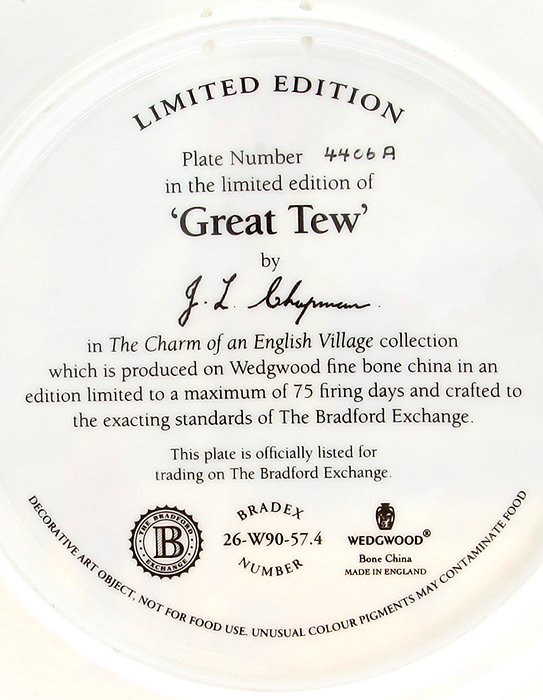 LIMITED EDITION
Plate Number 4406A
in the limited edition of
‘Great Tew’
by
J. L. Chapman.
in The Charm of an English Village collection
which is produced on Wedgwood fine bone china in an
edition limited to a maximum of 75 firing days and crafted to
the exacting standards of The Bradford Exchange.
This plate is officially listed for
trading on The Bradford Exchange.
THE BRADFORD
B
EXCHANGE
BRADEX
26-W90-57.4
NUMBER
WEDGWOOD®
Bone China
MADE IN ENGLAND
DECORATIVE ART OBJECT, NOT FOR FOOD USE. UNUSUAL COLOUR PIGMENTS MAY CONTAMINATE FOOD